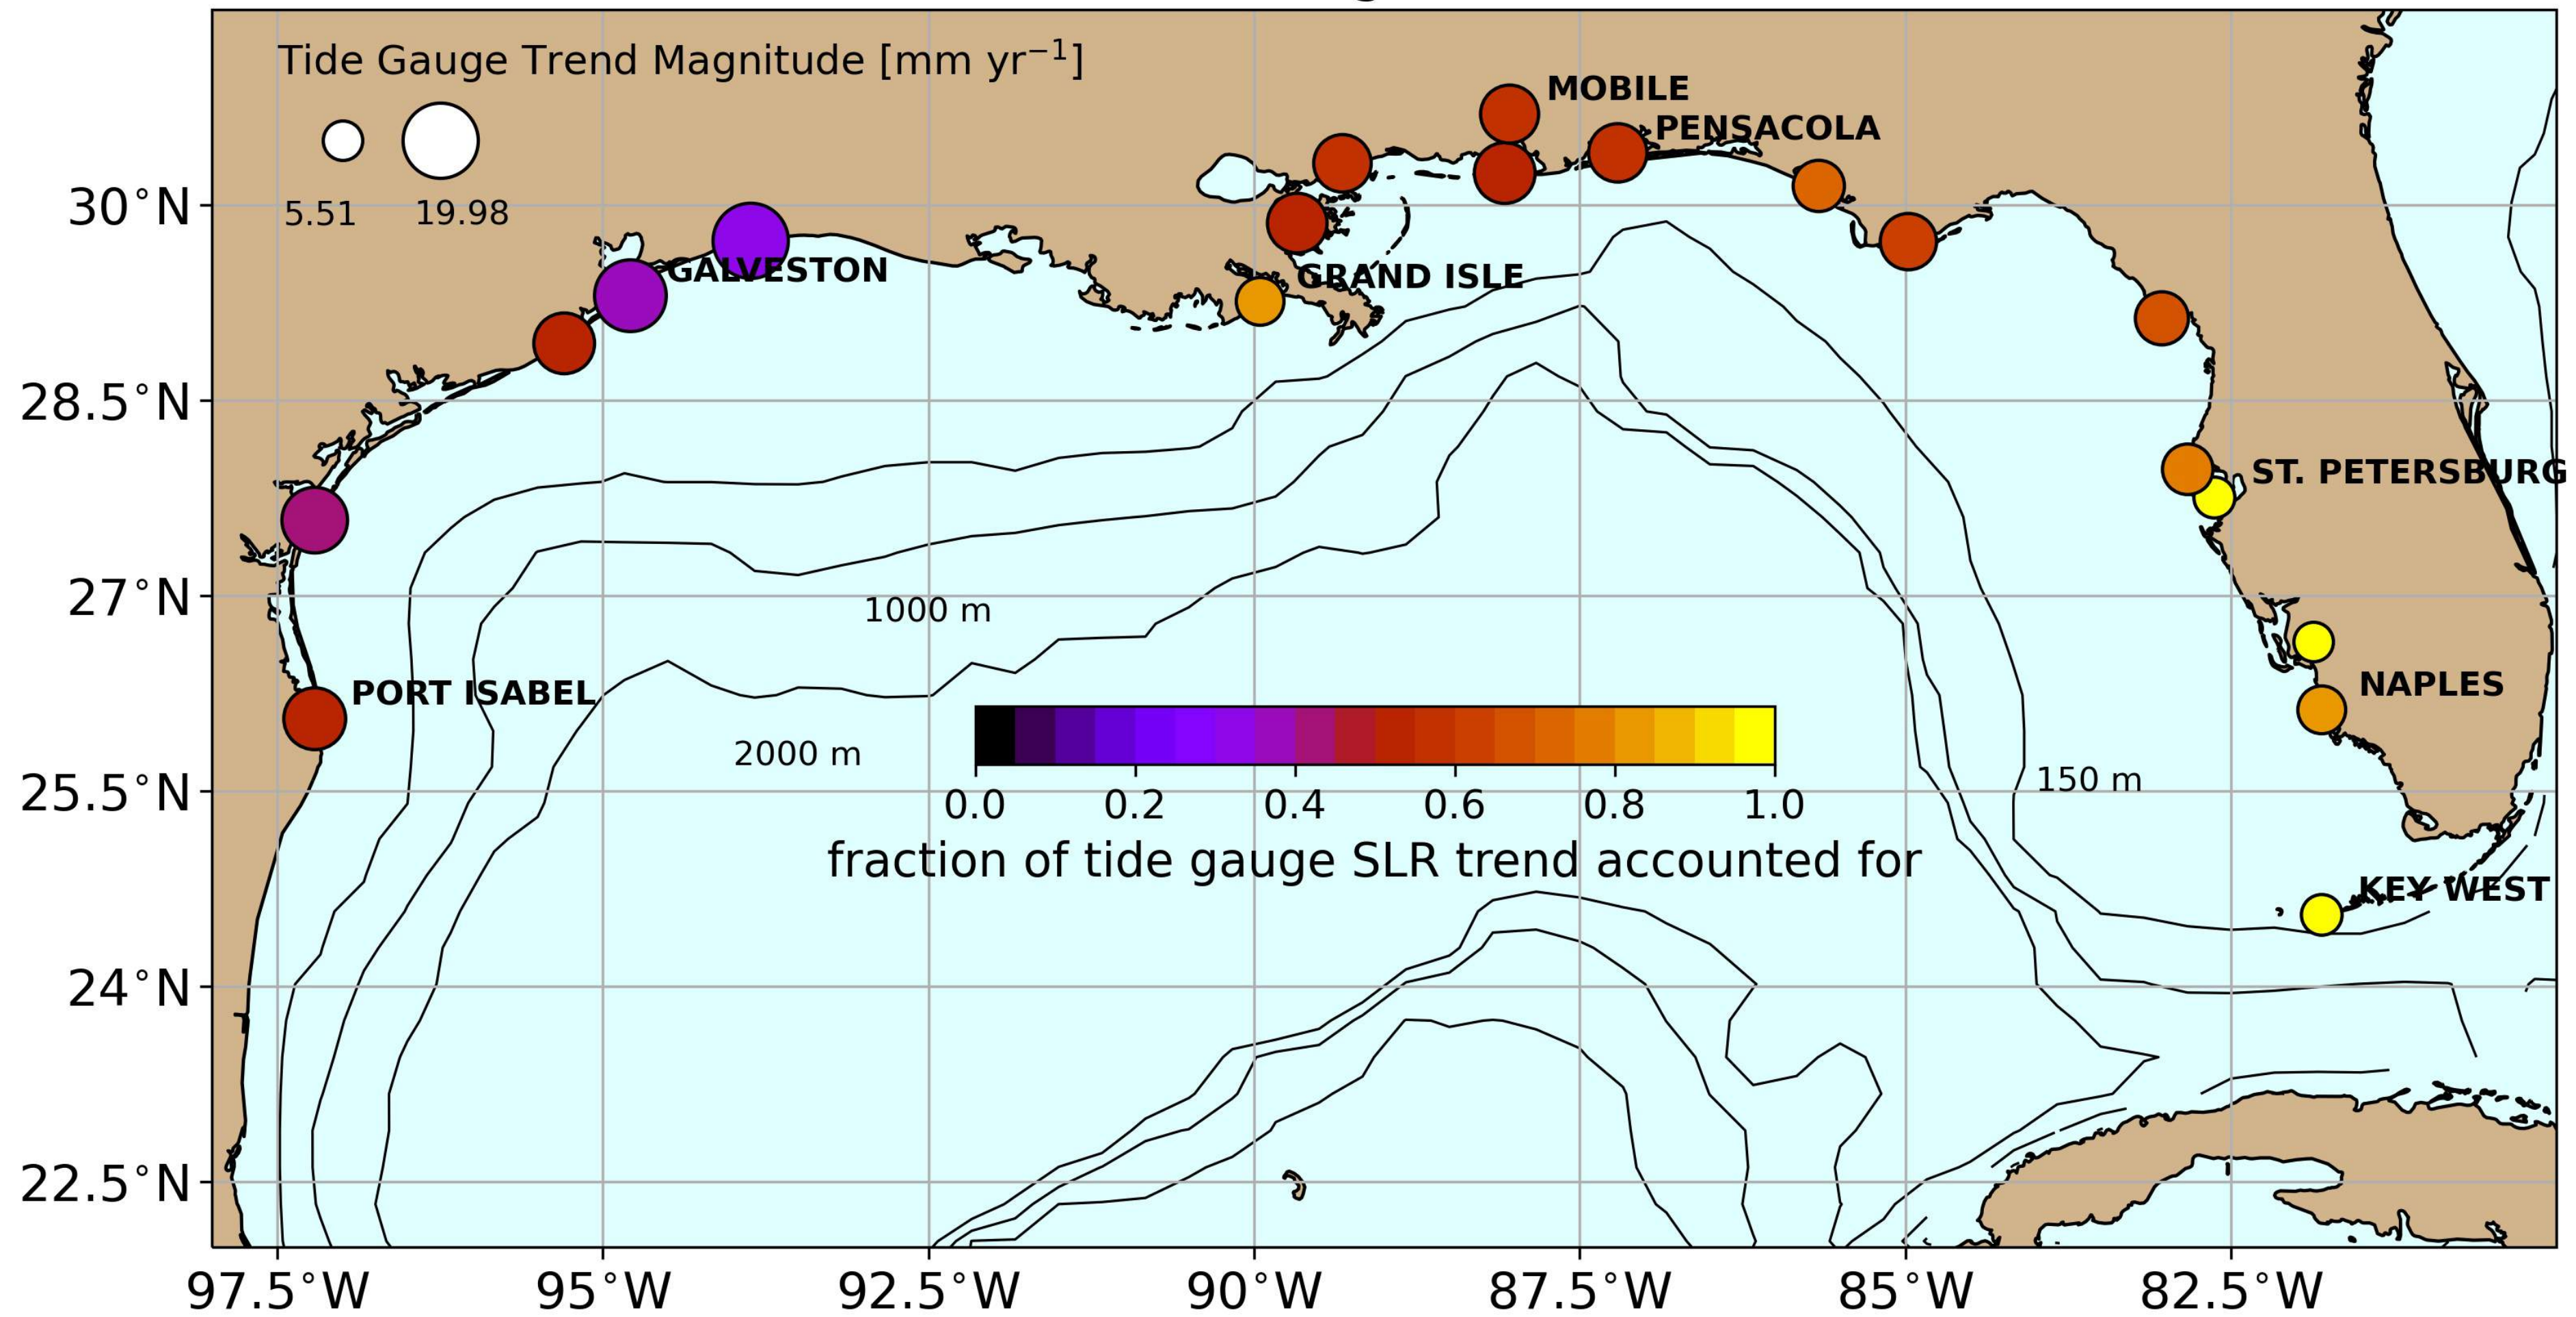 Tide Gauge Trend Magnitude [mm yr⁻¹]
5.51
19.98
MOBILE
PENSACOLA
GALVESTON
GRAND ISLE
ST. PETERSBURG
PORT ISABEL
NAPLES
KEY WEST
1000 m
2000 m
150 m
0.0 0.2 0.4 0.6 0.8 1.0
fraction of tide gauge SLR trend accounted for
30°N
28.5°N
27°N
25.5°N
24°N
22.5°N
97.5°W 95°W 92.5°W 90°W 87.5°W 85°W 82.5°W